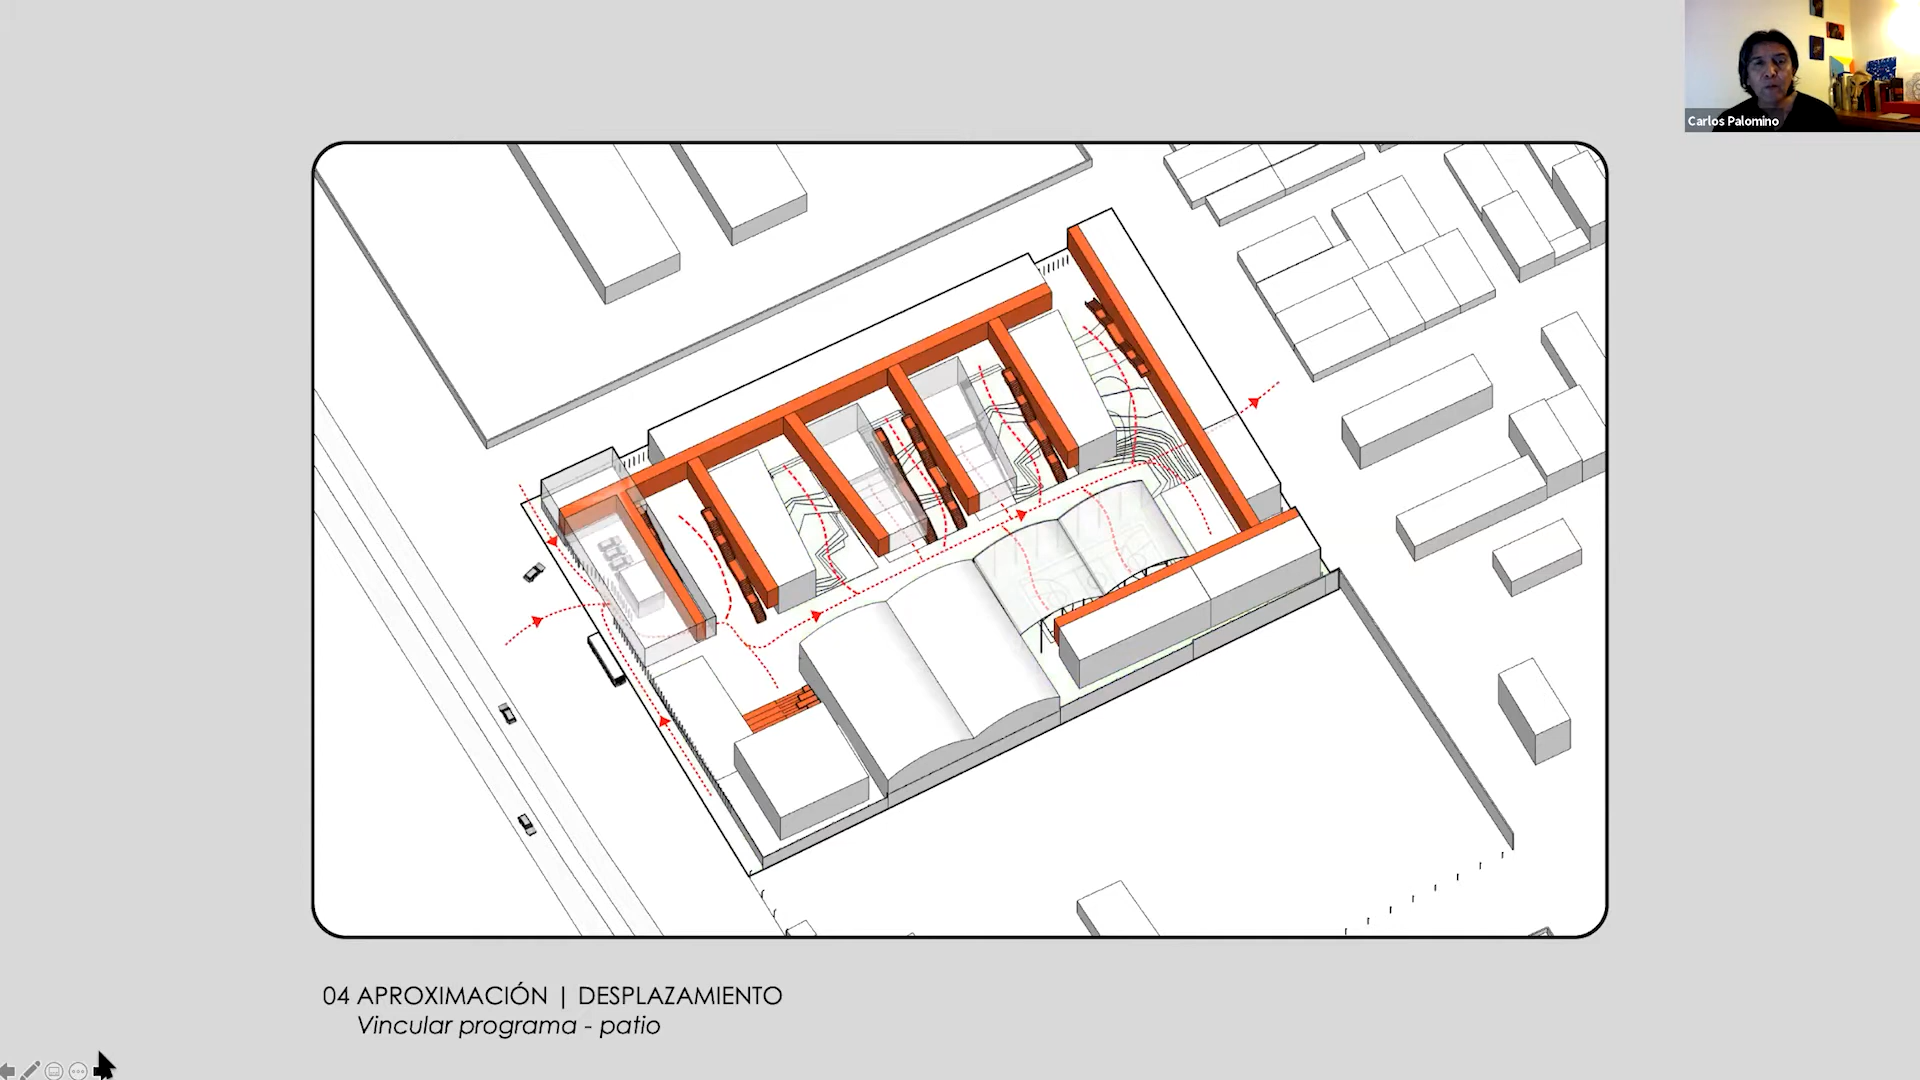 Carlos Palomino
04 APROXIMACIÓN | DESPLAZAMIENTO
Vincular programa - patio